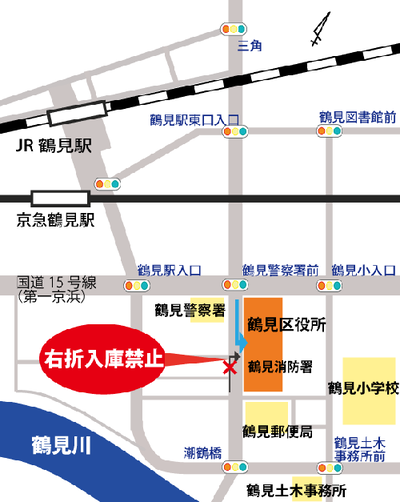 三角
鶴見駅東口入口
鶴見図書館前
JR 鶴見駅
京急鶴見駅
鶴見駅入口
鶴見警察署前
鶴見小入口
国道 15 号線
(第一京浜)
鶴見警察署
鶴見区役所
右折入庫禁止
鶴見消防署
鶴見小学校
鶴見川
鶴見郵便局
潮鶴橋
鶴見土木
事務所前
鶴見土木事務所